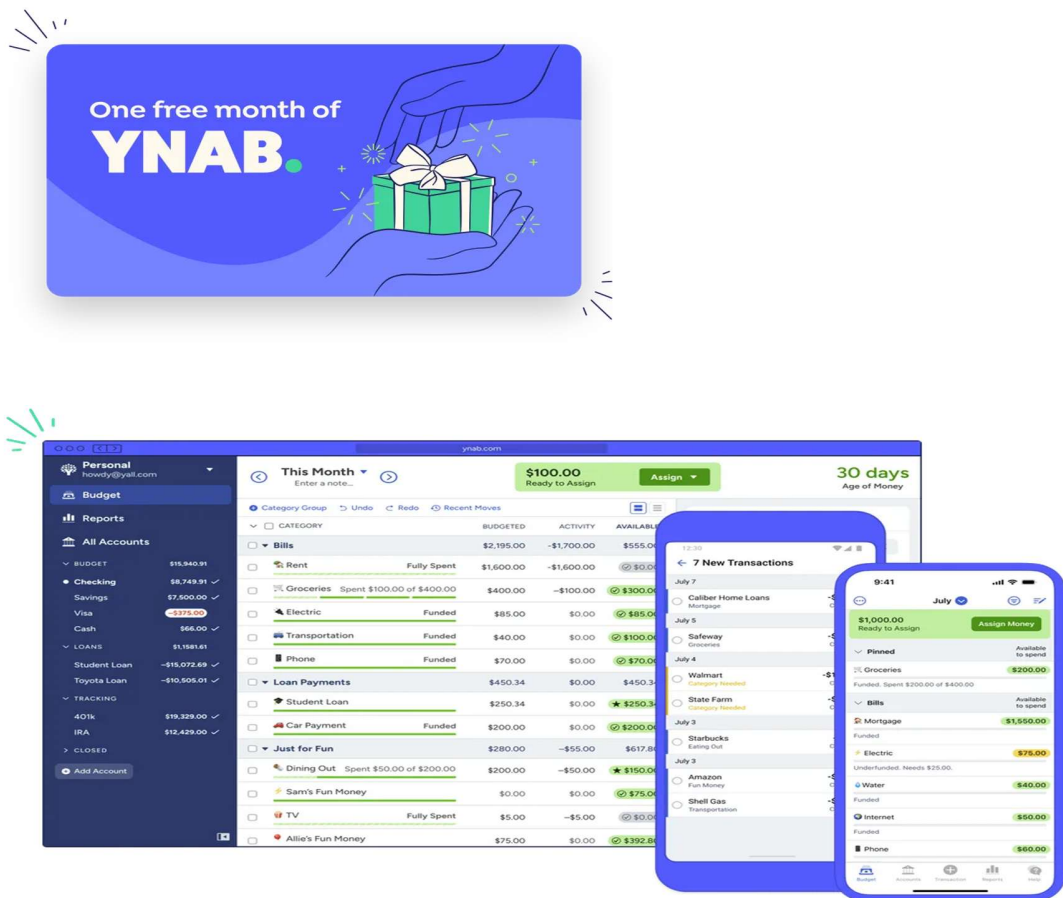 One free month of
YNAB.
ynab.com
Personal
howdy@yall.com
Budget
Reports
All Accounts
BUDGET $15,940.91
Checking $8,749.91
Savings $7,500.00
Visa -$375.00
Cash $66.00
LOANS $1,1581.61
Student Loan -$15,072.69
Toyota Loan -$10,505.01
TRACKING
401k $19,329.00
IRA $12,429.00
CLOSED
Add Account
This Month
Enter a note...
$100.00
Ready to Assign
Assign
30 days
Age of Money
Category Group Undo Redo Recent Moves
CATEGORY BUDGETED ACTIVITY AVAILABLE
Bills $2,195.00 -$1,700.00 $555.00
Rent Fully Spent $1,600.00 -$1,600.00 $0.00
Groceries Spent $100.00 of $400.00 $400.00 -$100.00 $300.00
Electric Funded $85.00 $0.00 $85.00
Transportation Funded $40.00 $0.00 $100.00
Phone Funded $70.00 $0.00 $70.00
Loan Payments $450.34 $0.00 $450.34
Student Loan $250.34 $0.00 $250.34
Car Payment Funded $200.00 $0.00 $200.00
Just for Fun $280.00 -$55.00 $617.80
Dining Out Spent $50.00 of $200.00 $200.00 -$50.00 $150.00
Sam's Fun Money $0.00 $0.00 $75.00
TV Fully Spent $5.00 -$5.00 $0.00
Allie's Fun Money $75.00 $0.00 $392.80
12:30
7 New Transactions
July 7
Caliber Home Loans
Mortgage
July 5
Safeway
Groceries
July 4
Walmart
Category Needed
State Farm
Category Needed
July 3
Starbucks
Eating Out
July 3
Amazon
Fun Money
Shell Gas
Transportation
9:41
July
$1,000.00
Ready to Assign
Assign Money
Pinned Available to spend
Groceries $200.00
Funded. Spent $200.00 of $400.00
Bills Available to spend
Mortgage $1,550.00
Funded
Electric $75.00
Underfunded. Needs $25.00.
Water $40.00
Funded
Internet $50.00
Funded
Phone $60.00
Budget Accounts Transaction Reports Help